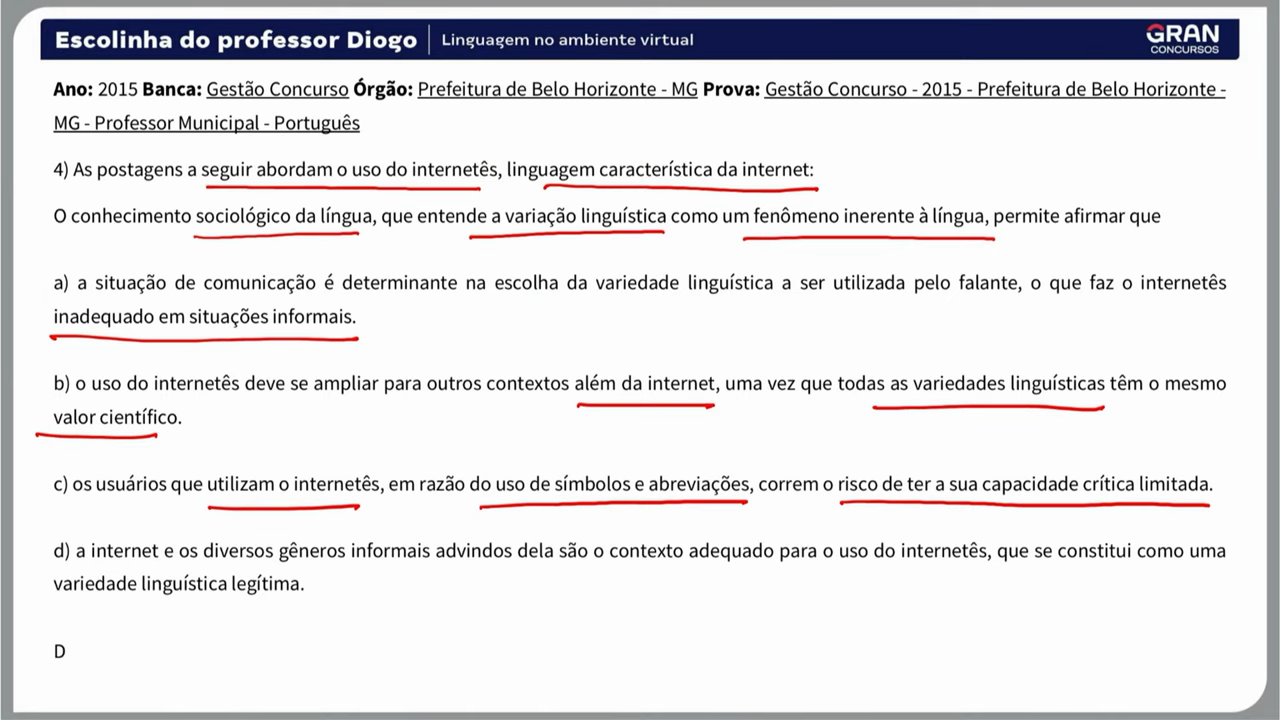 Escolinha do professor Diogo | Linguagem no ambiente virtual
GRAN
CONCURSOS
Ano: 2015 Banca: Gestão Concurso Órgão: Prefeitura de Belo Horizonte - MG Prova: Gestão Concurso - 2015 - Prefeitura de Belo Horizonte -
MG - Professor Municipal - Português
4) As postagens a seguir abordam o uso do internetês, linguagem característica da internet:
O conhecimento sociológico da língua, que entende a variação linguística como um fenômeno inerente à língua, permite afirmar que
a) a situação de comunicação é determinante na escolha da variedade linguística a ser utilizada pelo falante, o que faz o internetês
inadequado em situações informais.
b) o uso do internetês deve se ampliar para outros contextos além da internet, uma vez que todas as variedades linguísticas têm o mesmo
valor científico.
c) os usuários que utilizam o internetês, em razão do uso de símbolos e abreviações, correm o risco de ter a sua capacidade crítica limitada.
d) a internet e os diversos gêneros informais advindos dela são o contexto adequado para o uso do internetês, que se constitui como uma
variedade linguística legítima.
D